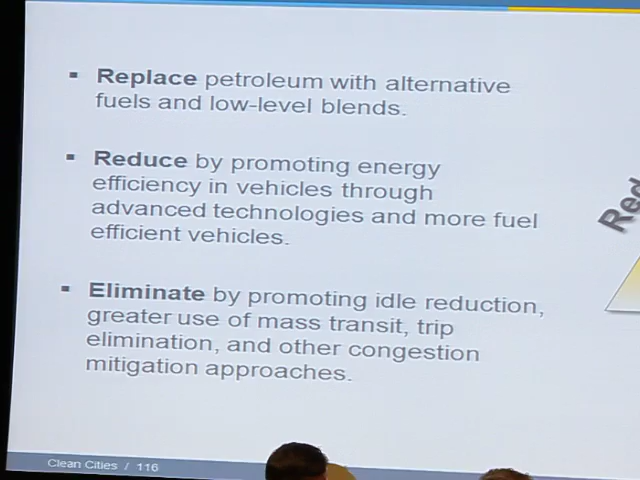 ▪ Replace petroleum with alternative
fuels and low-level blends.
▪ Reduce by promoting energy
efficiency in vehicles through
advanced technologies and more fuel
efficient vehicles.
▪ Eliminate by promoting idle reduction,
greater use of mass transit, trip
elimination, and other congestion
mitigation approaches.
Red
Clean Cities / 116